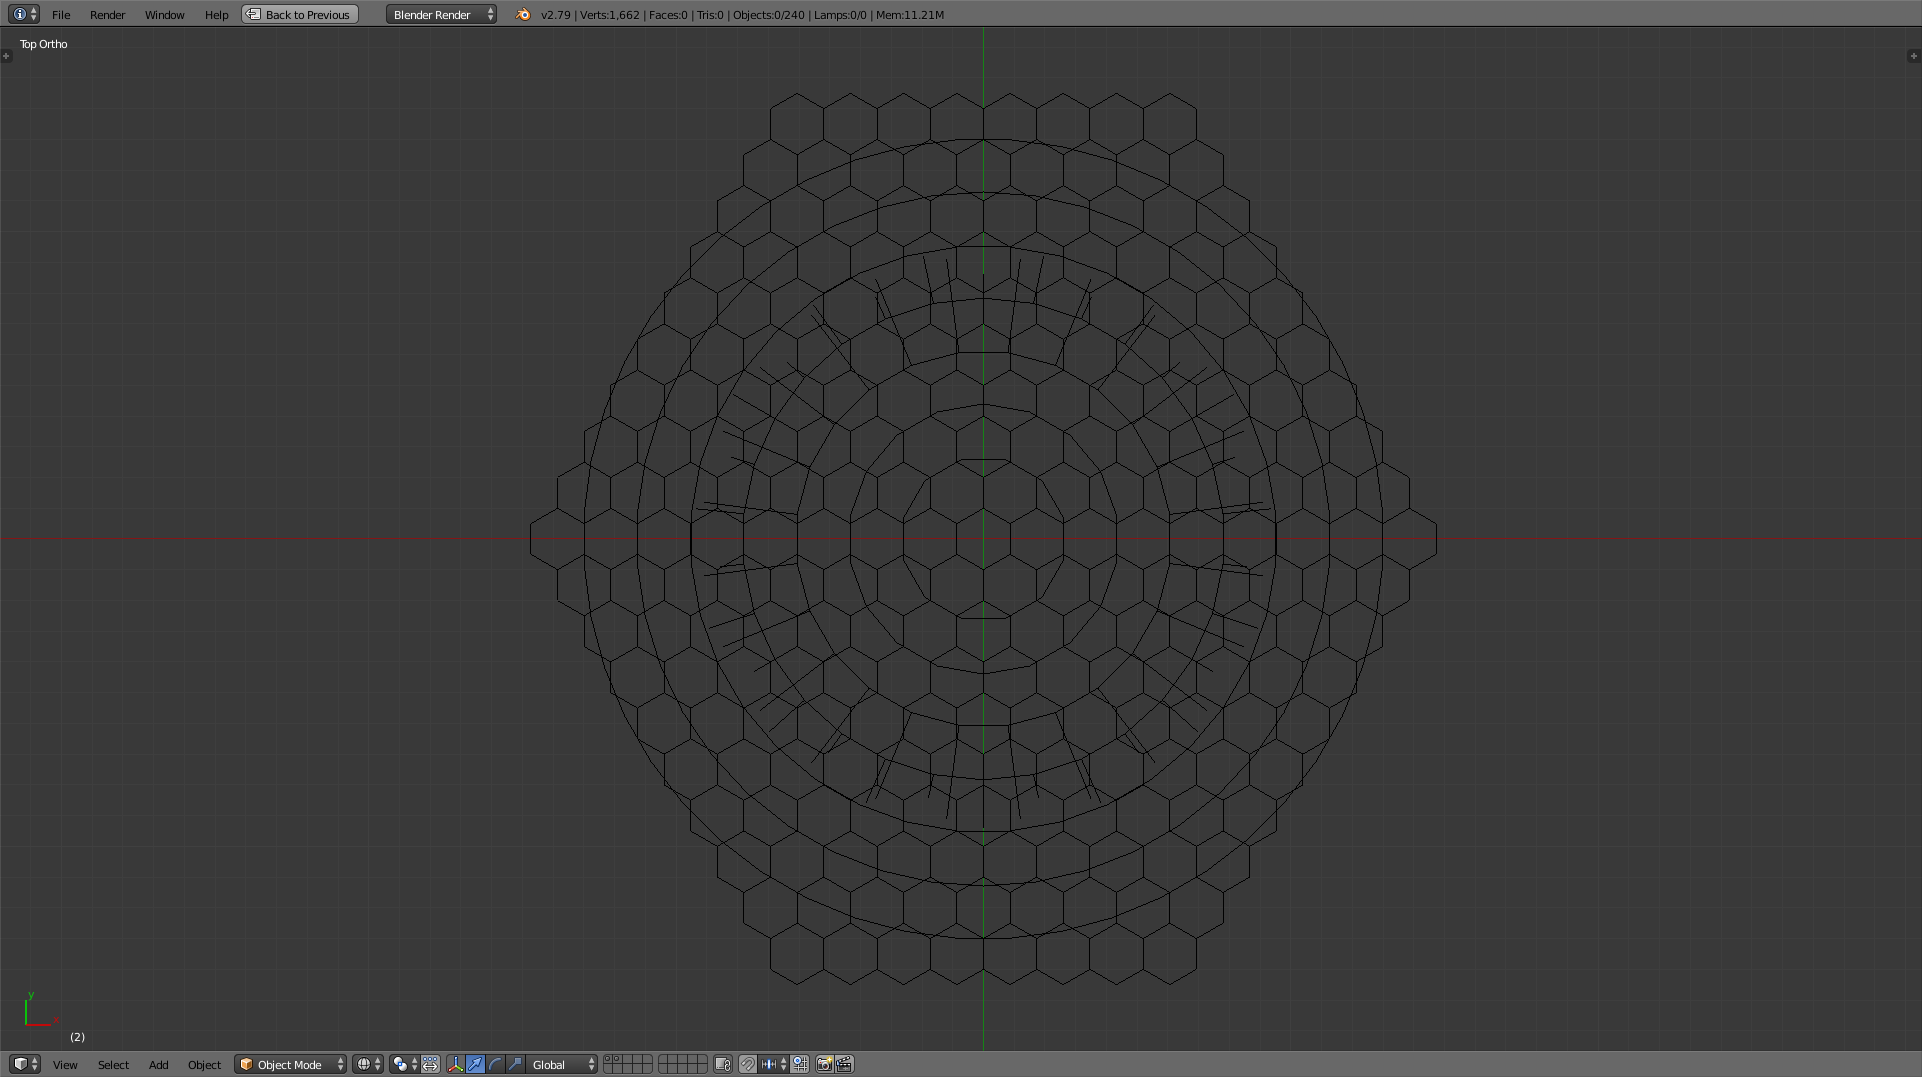 File Render Window Help Back to Previous Blender Render v2.79 | Verts:1,662 | Faces:0 | Tris:0 | Objects:0/240 | Lamps:0/0 | Mem:11.21M
Top Ortho
y
x
(2)
View Select Add Object Object Mode Global